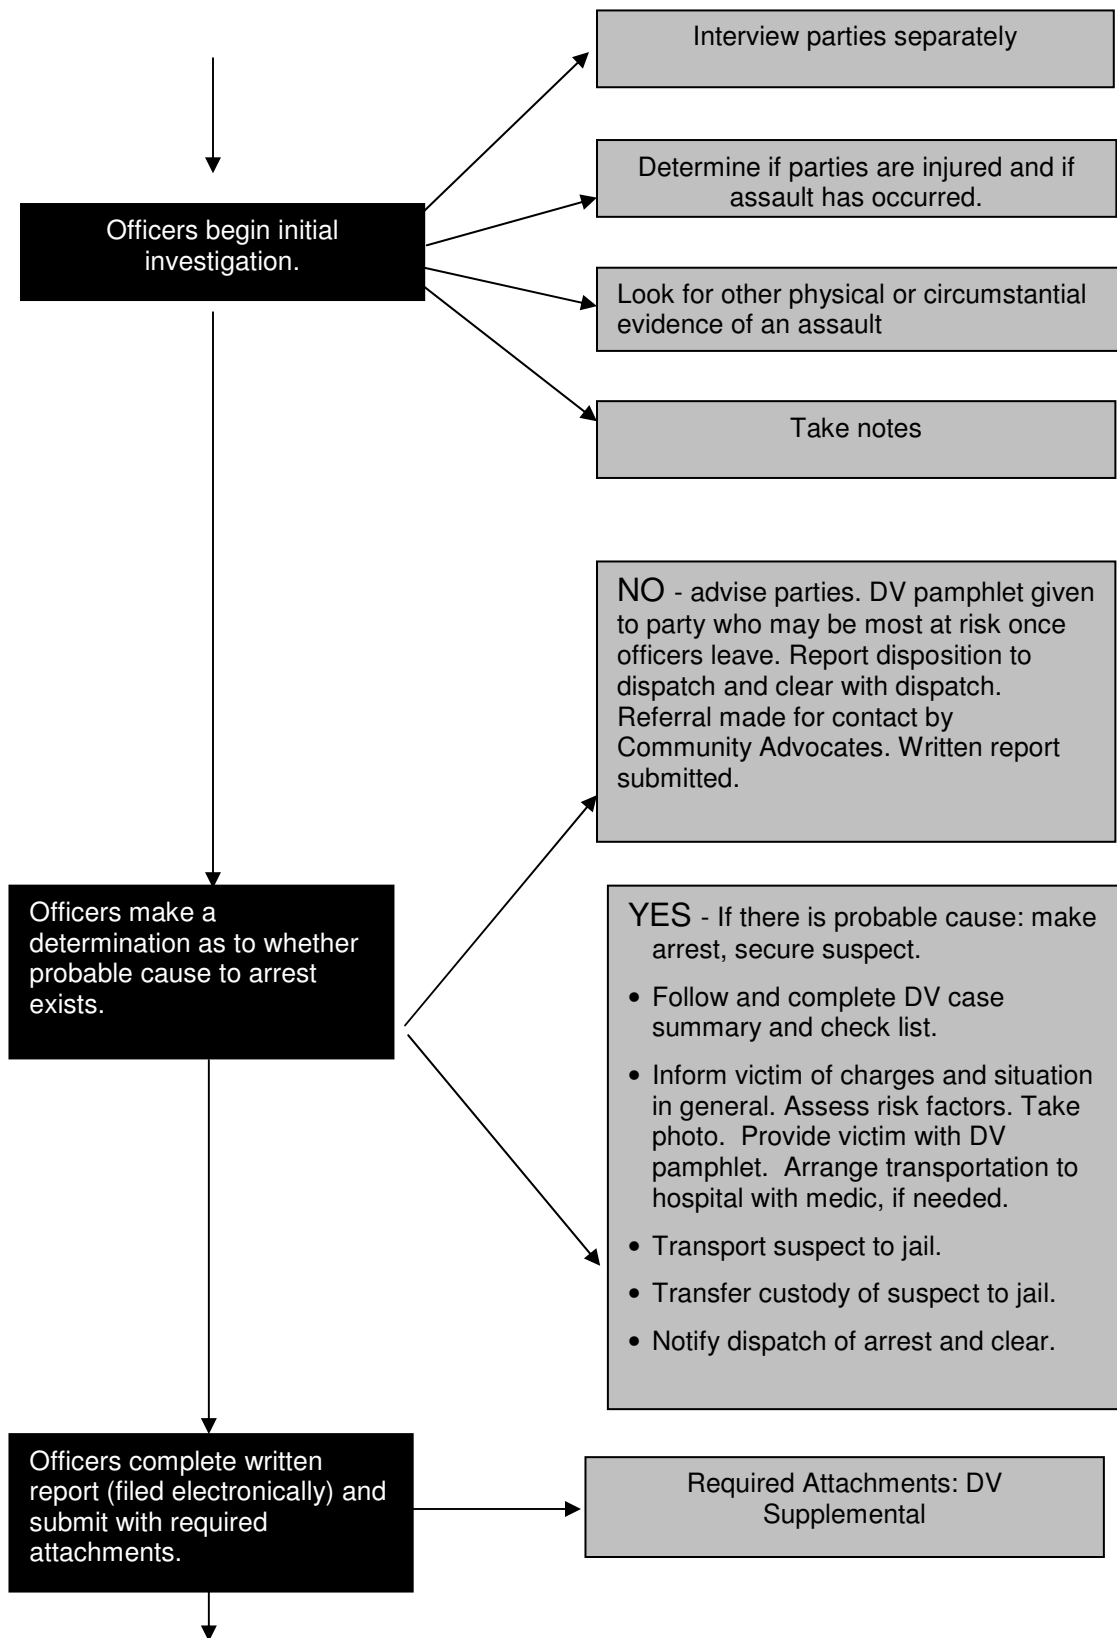 Interview parties separately
Determine if parties are injured and if
assault has occurred.
Officers begin initial
investigation.
Look for other physical or circumstantial
evidence of an assault
Take notes
NO - advise parties. DV pamphlet given
to party who may be most at risk once
officers leave. Report disposition to
dispatch and clear with dispatch.
Referral made for contact by
Community Advocates. Written report
submitted.
Officers make a
determination as to whether
probable cause to arrest
exists.
YES - If there is probable cause: make
arrest, secure suspect.
• Follow and complete DV case
summary and check list.
• Inform victim of charges and situation
in general. Assess risk factors. Take
photo.  Provide victim with DV
pamphlet.  Arrange transportation to
hospital with medic, if needed.
• Transport suspect to jail.
• Transfer custody of suspect to jail.
• Notify dispatch of arrest and clear.
Officers complete written
report (filed electronically) and
submit with required
attachments.
Required Attachments: DV
Supplemental